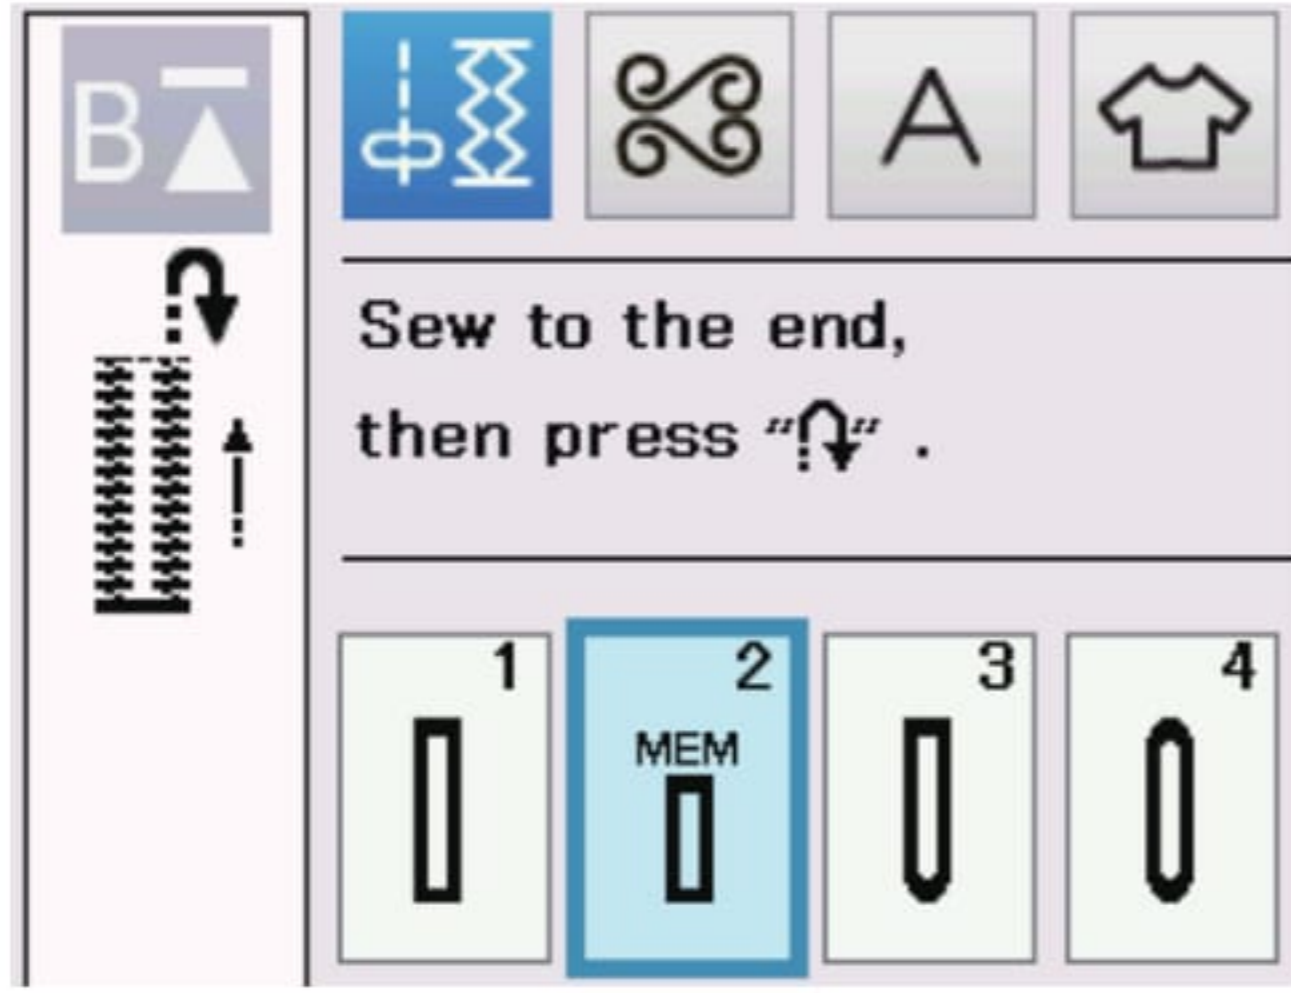 B
A
Sew to the end,
then press “ ” .
1
2
3
4
MEM